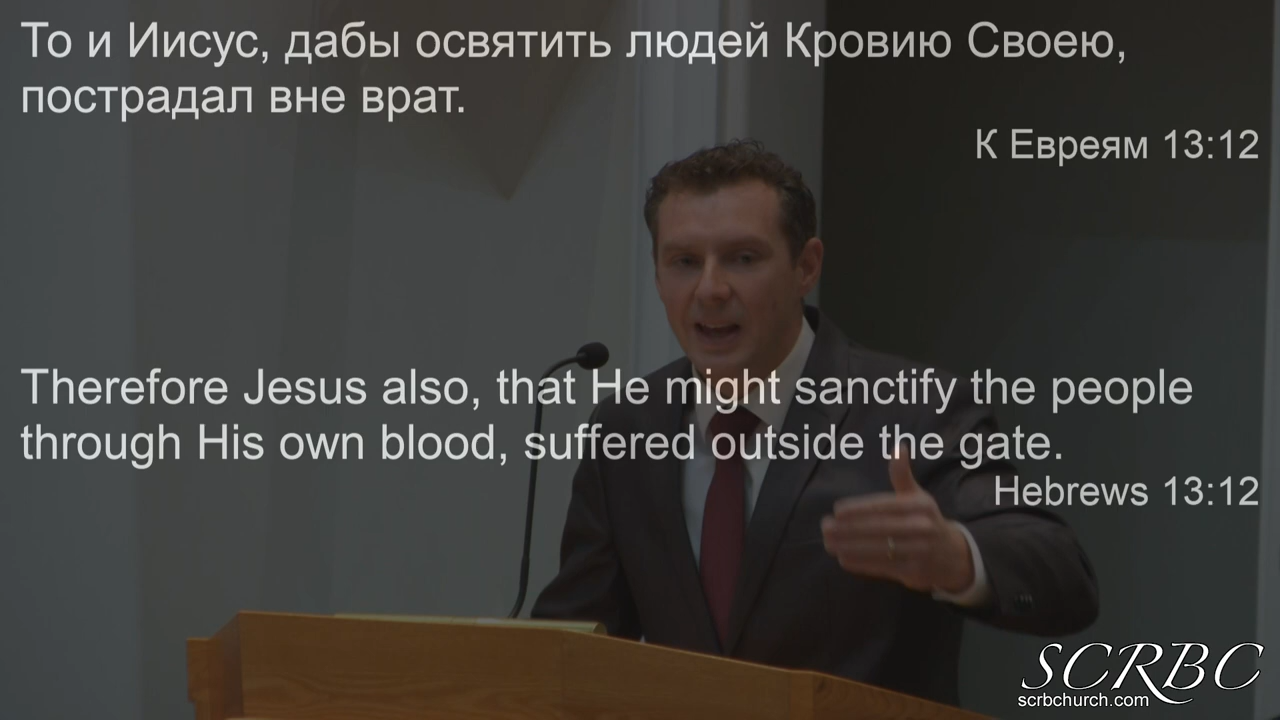 То и Иисус, дабы освятить людей Кровию Своею,
пострадал вне врат.
К Евреям 13:12
Therefore Jesus also, that He might sanctify the people
through His own blood, suffered outside the gate.
Hebrews 13:12
SCRBC
scrbchurch.com